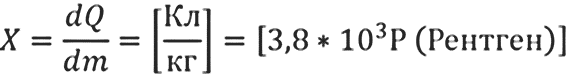 X = dQ/dm = [Кл/кг] = [3,8 * 10³Р (Рентген)]